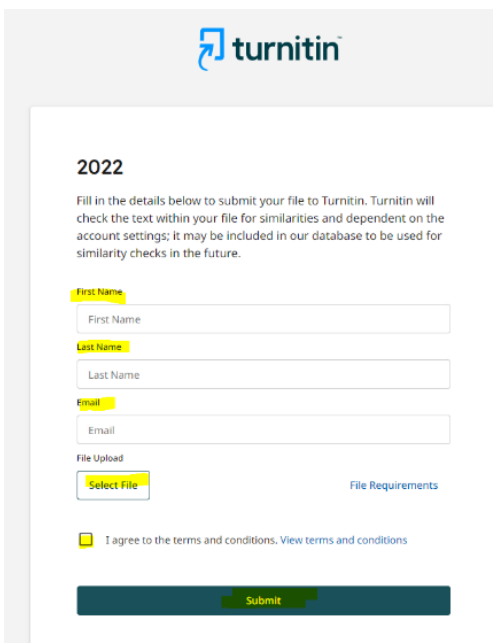 turnitin™
2022
Fill in the details below to submit your file to Turnitin. Turnitin will
check the text within your file for similarities and dependent on the
account settings; it may be included in our database to be used for
similarity checks in the future.
First Name
First Name
Last Name
Last Name
Email
Email
File Upload
Select File File Requirements
I agree to the terms and conditions. View terms and conditions
Submit